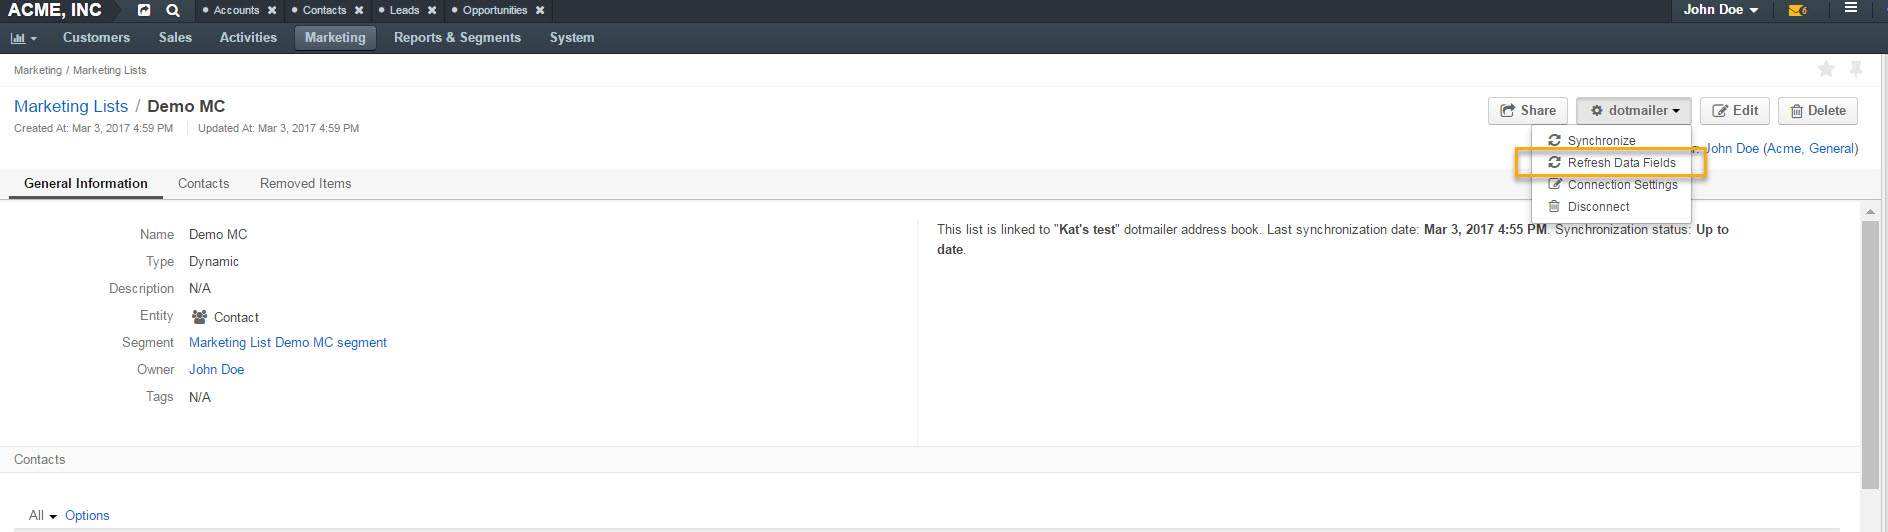 ACME, INC Accounts Contacts Leads Opportunities John Doe 6
Customers Sales Activities Marketing Reports & Segments System
Marketing / Marketing Lists
Marketing Lists / Demo MC
Share dotmailer Edit Delete
Created At: Mar 3, 2017 4:59 PM Updated At: Mar 3, 2017 4:59 PM
Synchronize
John Doe (Acme, General)
Refresh Data Fields
Connection Settings
Disconnect
General Information Contacts Removed Items
Name Demo MC
Type Dynamic
Description N/A
Entity Contact
Segment Marketing List Demo MC segment
Owner John Doe
Tags N/A
This list is linked to "Kat's test" dotmailer address book. Last synchronization date: Mar 3, 2017 4:55 PM. Synchronization status: Up to
date.
Contacts
All Options